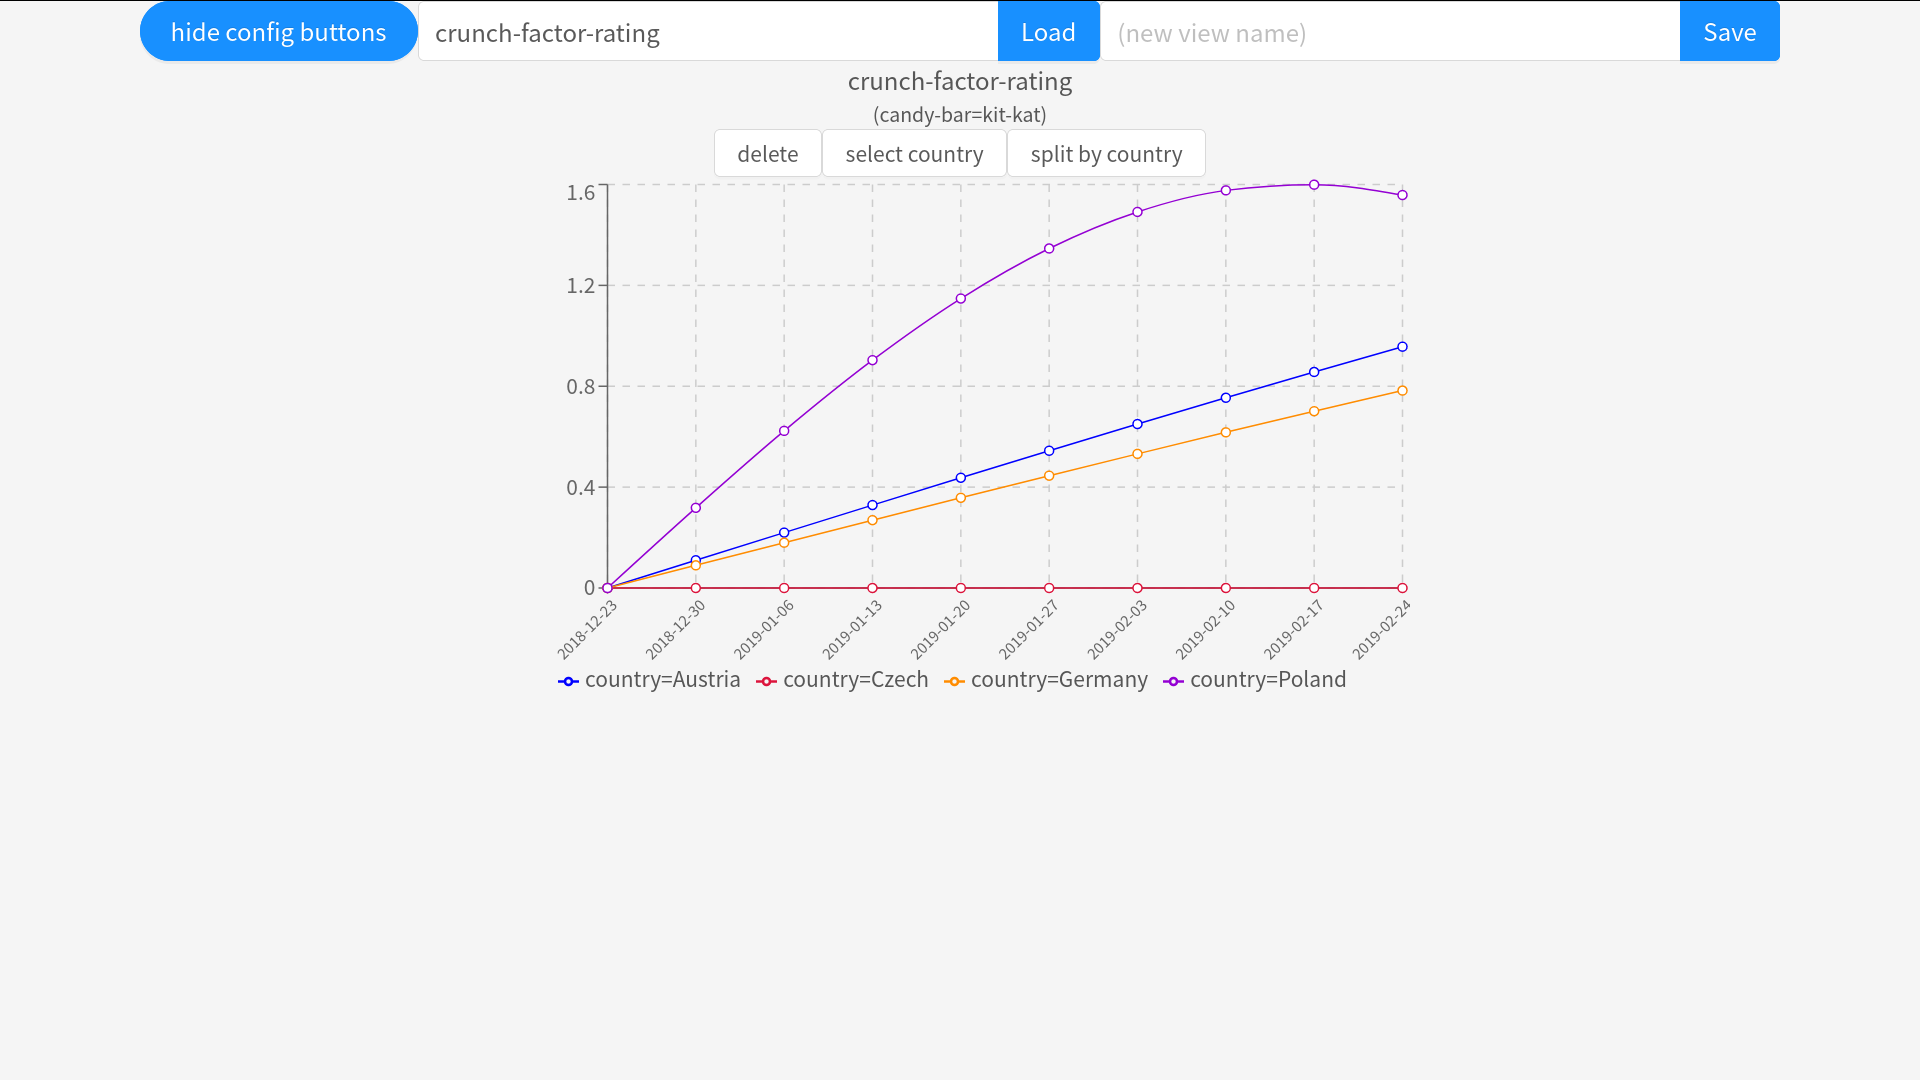 hide config buttons crunch-factor-rating Load (new view name) Save
crunch-factor-rating
(candy-bar=kit-kat)
delete select country split by country
1.6
1.2
0.8
0.4
0
2018-12-23 2018-12-30 2019-01-06 2019-01-13 2019-01-20 2019-01-27 2019-02-03 2019-02-10 2019-02-17 2019-02-24
country=Austria country=Czech country=Germany country=Poland